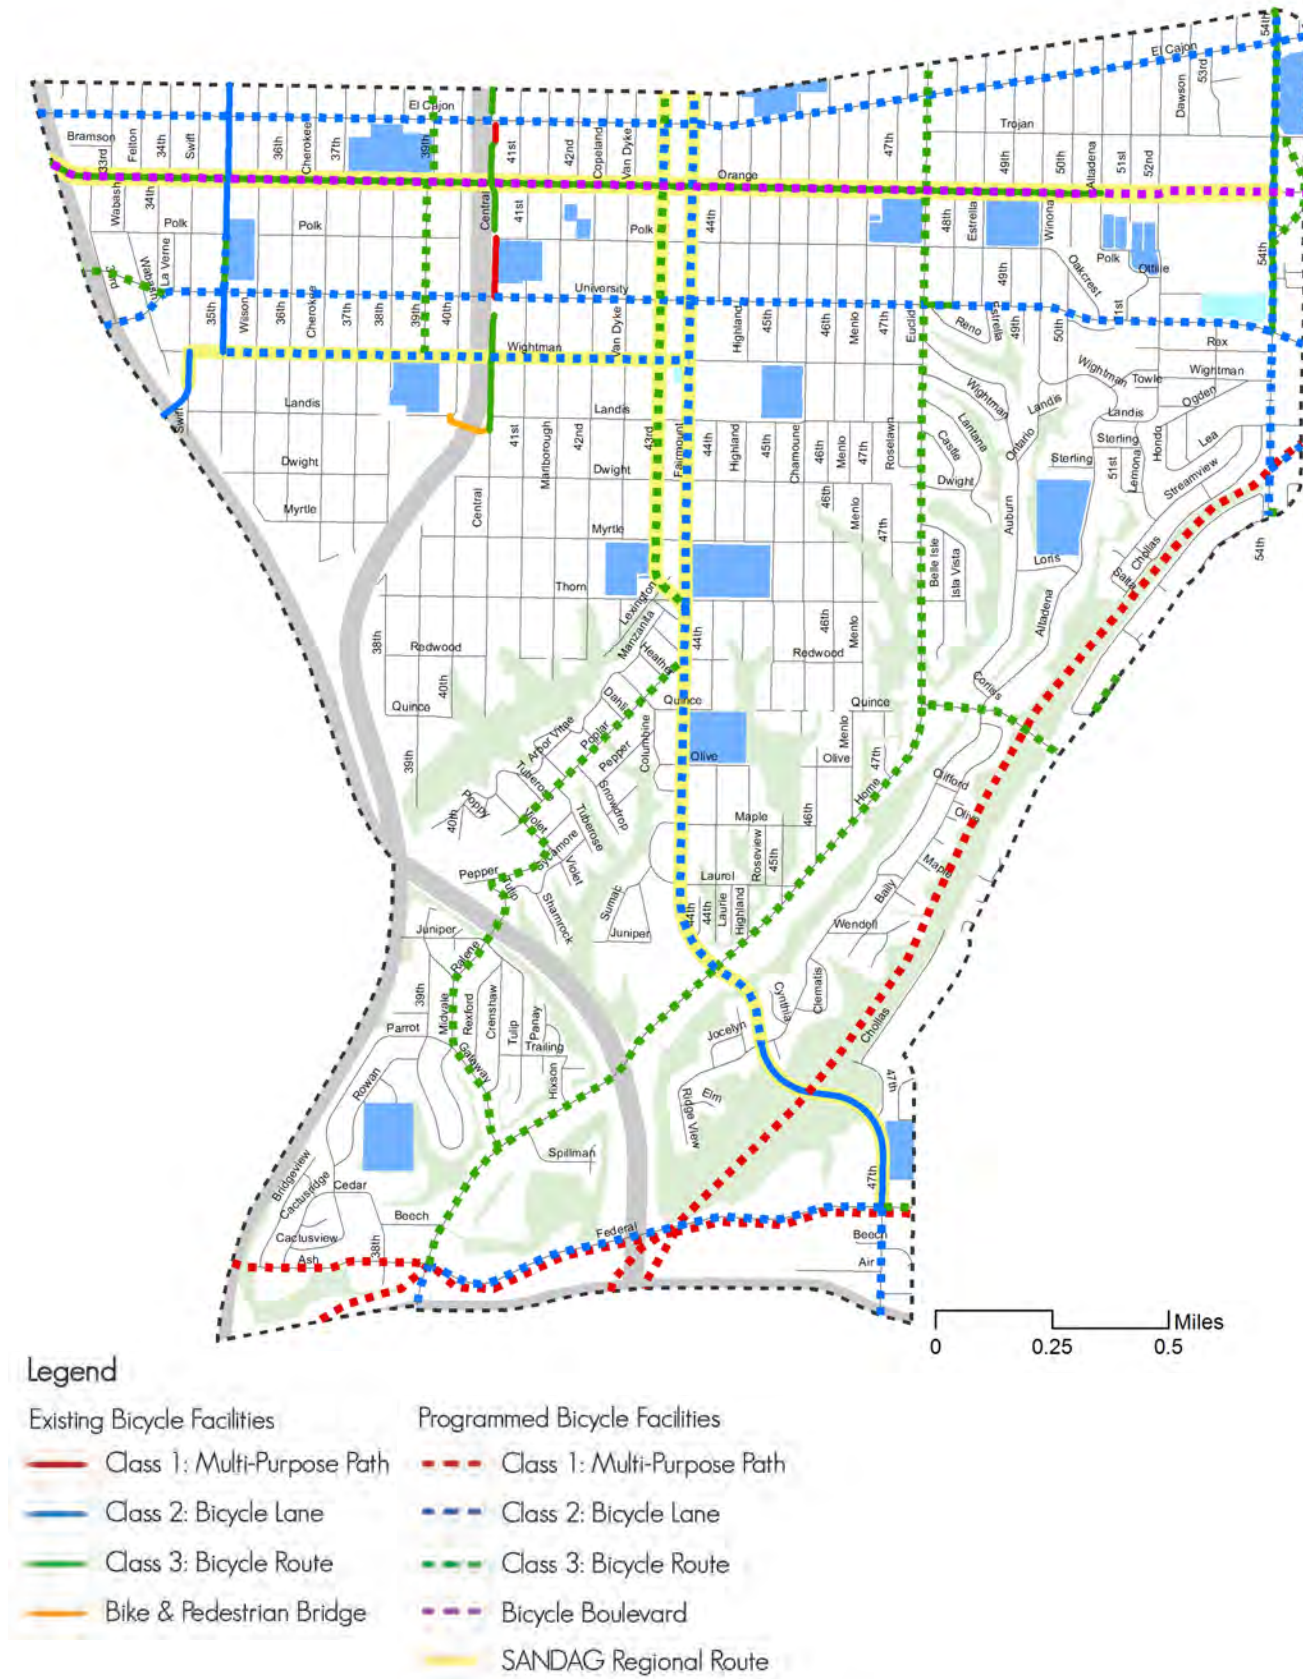 54th
El Cajon
53rd
Dawson
El Cajon
Trojan
Bramson
33rd
Felton
34th
Swift
36th
Cherokee
37th
39th
41st
42nd
Copeland
Van Dyke
47th
49th
50th
Altadena
51st
52nd
Orange
Wabash
34th
Central
41st
44th
48th
Estrella
Winona
Polk
Polk
Polk
Polk
La Verne
Wabash
Oakcrest
Ottilie
54th
49th
University
35th
Wilson
36th
Cherokee
37th
38th
39th
40th
Van Dyke
Highland
45th
46th
Menlo
47th
Euclid
Reno
Estrella
49th
50th
Rex
Wightman
Wightman
Wightman
Wightman
Towle
Ogden
Swift
Landis
Landis
Landis
Landis
41st
Marlborough
42nd
43rd
Fairmount
44th
Highland
45th
Chamoune
46th
Menlo
47th
Roselawn
Castle
Lantana
Ontario
Sterling
Sterling
51st
Lemona
Hondo
Lea
Streamview
Dwight
Dwight
Dwight
Myrtle
Myrtle
Central
46th
Menlo
47th
Auburn
Belle Isle
Isla Vista
Loris
Chollas
Salta
54th
Thorn
Lexington
Manzanita
Heather
38th
Redwood
Redwood
44th
46th
Menlo
Altadena
40th
Quince
Quince
Quince
Corliss
Dahlia
Columbine
Arbor Vitae
Poplar
Pepper
39th
Olive
Olive
Menlo
47th
Home
Clifford
Tuberose
Snowdrop
Poppy
40th
Violet
Tuberose
Sycamore
Violet
Maple
46th
Roseview
45th
Olive
Maple
Pepper
Tulip
Laurel
Bally
Shamrock
Sumac
44th
44th
Laurie
Highland
Wendell
Juniper
Juniper
Ralene
39th
Midvale
Rexford
Crenshaw
Tulip
Panay
Cynthia
Clematis
Chollas
Parrot
Gateway
Trailing
Jocelyn
Rowan
Hixson
Elm
Ridge View
47th
Spillman
Bridgeview
Cactusridge
Cedar
47th
Beech
Cactusview
Ash
38th
Federal
Beech
Air
Miles
0 0.25 0.5
Legend
Existing Bicycle Facilities
Class 1: Multi-Purpose Path
Class 2: Bicycle Lane
Class 3: Bicycle Route
Bike & Pedestrian Bridge
Programmed Bicycle Facilities
Class 1: Multi-Purpose Path
Class 2: Bicycle Lane
Class 3: Bicycle Route
Bicycle Boulevard
SANDAG Regional Route